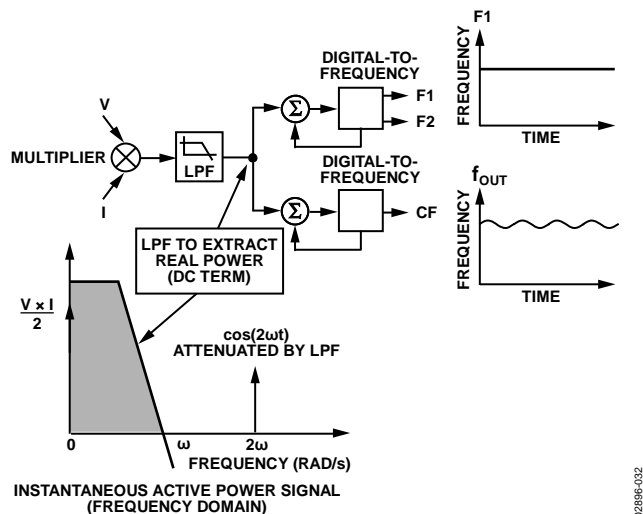 DIGITAL-TO-
FREQUENCY
F1
F2
Σ
V
MULTIPLIER
I
LPF
DIGITAL-TO-
FREQUENCY
Σ
CF
F1
FREQUENCY
TIME
fOUT
FREQUENCY
TIME
LPF TO EXTRACT
REAL POWER
(DC TERM)
V × I
2
cos(2ωt)
ATTENUATED BY LPF
0
ω
2ω
FREQUENCY (RAD/s)
INSTANTANEOUS ACTIVE POWER SIGNAL
(FREQUENCY DOMAIN)